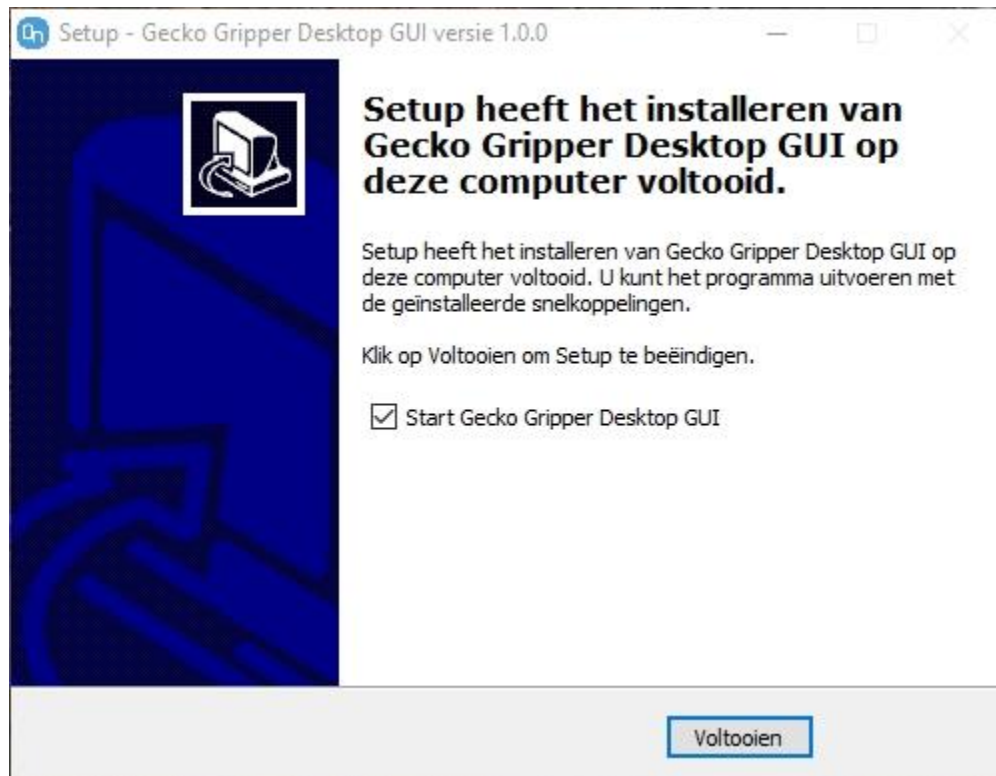 On Setup - Gecko Gripper Desktop GUI versie 1.0.0
Setup heeft het installeren van
Gecko Gripper Desktop GUI op
deze computer voltooid.
Setup heeft het installeren van Gecko Gripper Desktop GUI op
deze computer voltooid. U kunt het programma uitvoeren met
de geïnstalleerde snelkoppelingen.
Klik op Voltooien om Setup te beëindigen.
Start Gecko Gripper Desktop GUI
Voltooien